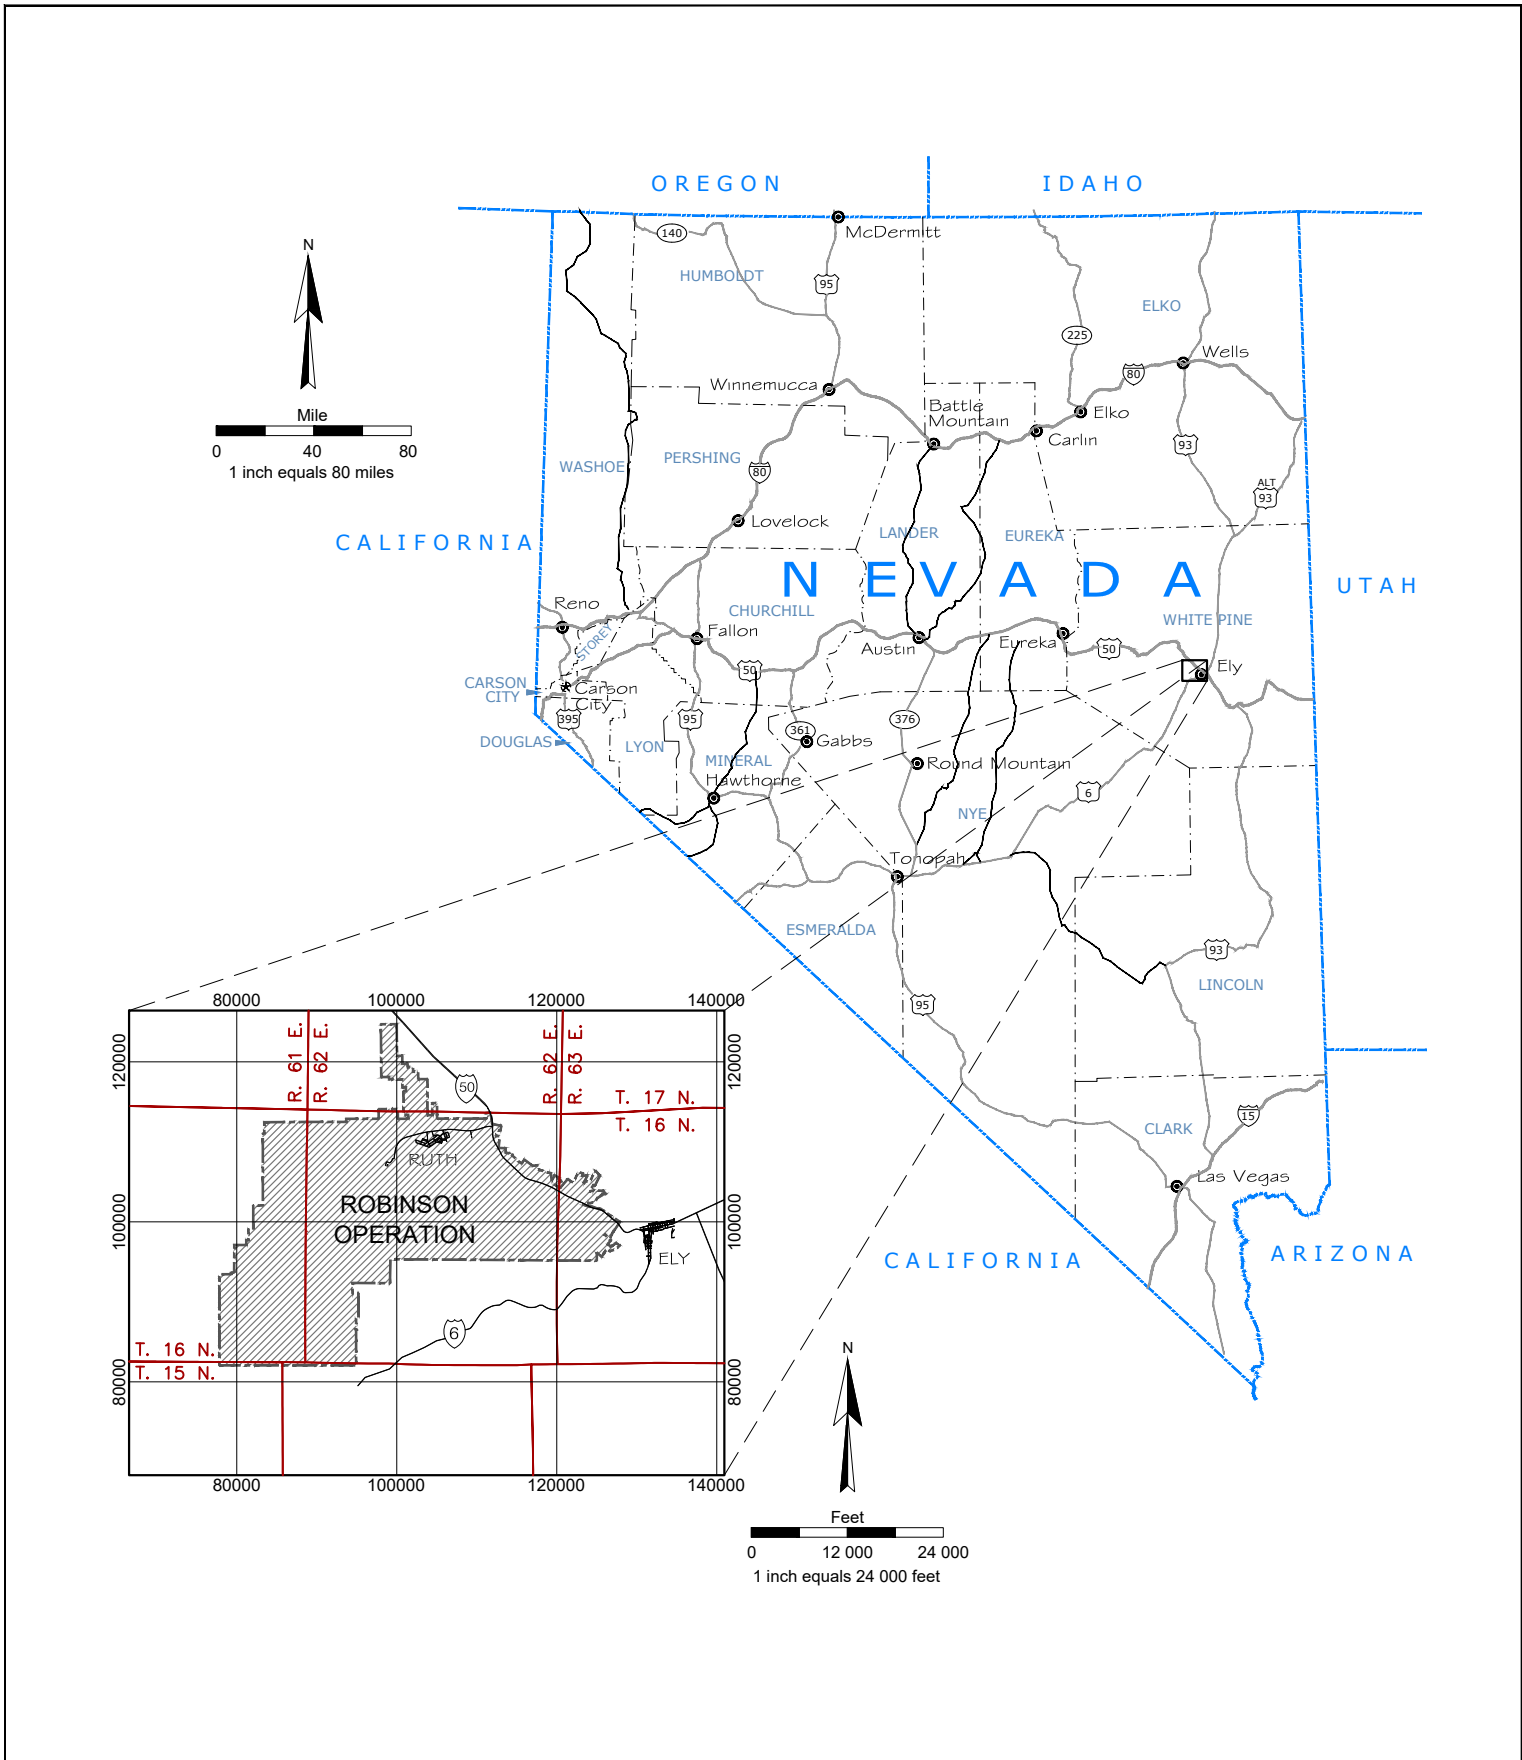 OREGON
IDAHO
McDermitt
140
N
HUMBOLDT
95
ELKO
225
Wells
80
Winnemucca
Battle
Mountain
Elko
Carlin
Mile
0 40 80
1 inch equals 80 miles
93
WASHOE
PERSHING
80
ALT
93
Lovelock
LANDER
EUREKA
CALIFORNIA
NEVADA
UTAH
Reno
CHURCHILL
WHITE PINE
Fallon
STOREY
Austin
Eureka
50
50
Ely
CARSON
CITY
Carson
City
395
95
361
376
DOUGLAS
LYON
Gabbs
MINERAL
Round Mountain
Hawthorne
6
NYE
Tonopah
ESMERALDA
93
LINCOLN
95
80000 100000 120000 140000
R. 61 E.
R. 62 E.
R. 62 E.
R. 63 E.
120000
120000
50
T. 17 N.
T. 16 N.
15
CLARK
RUTH
Las Vegas
ROBINSON
OPERATION
100000
100000
ELY
CALIFORNIA
ARIZONA
6
T. 16 N.
T. 15 N.
80000
80000
N
80000 100000 120000 140000
Feet
0 12 000 24 000
1 inch equals 24 000 feet